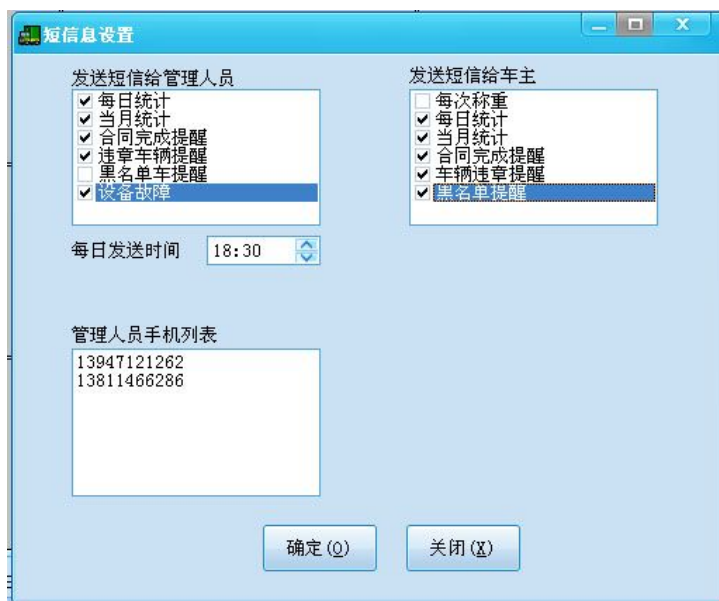 短信息设置
发送短信给管理人员
每日统计
当月统计
合同完成提醒
违章车辆提醒
黑名单车提醒
设备故障
每日发送时间 18:30
发送短信给车主
每次称重
每日统计
当月统计
合同完成提醒
车辆违章提醒
黑名单提醒
管理人员手机列表
13947121262
13811466286
确定(O) 关闭(X)